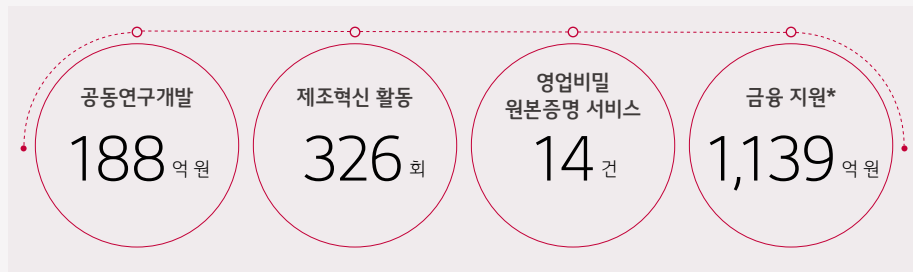 공동연구개발
188 억 원
제조혁신 활동
326 회
영업비밀
원본증명 서비스
14 건
금융 지원*
1,139 억 원